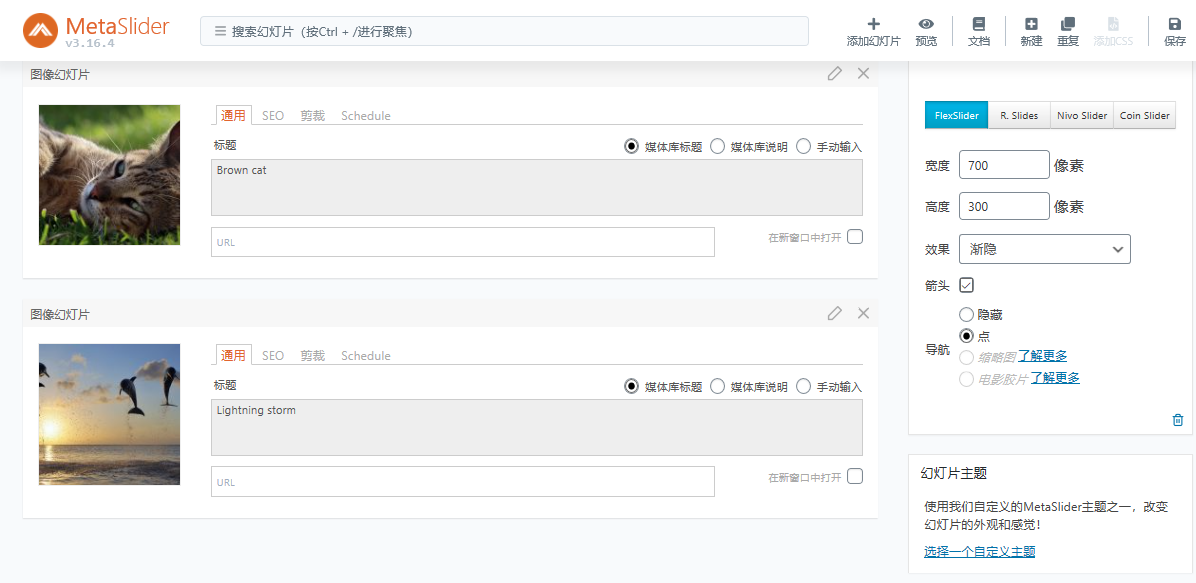 MetaSlider
v3.16.4
搜索幻灯片（按Ctrl + /进行聚焦）
添加幻灯片
预览
文档
新建
重复
添加CSS
保存
图像幻灯片
通用 SEO 剪裁 Schedule
标题
媒体库标题 媒体库说明 手动输入
Brown cat
URL
在新窗口中打开
图像幻灯片
通用 SEO 剪裁 Schedule
标题
媒体库标题 媒体库说明 手动输入
Lightning storm
URL
在新窗口中打开
FlexSlider R. Slides Nivo Slider Coin Slider
宽度 700 像素
高度 300 像素
效果 渐隐
箭头
导航
隐藏
点
缩略图 了解更多
电影胶片 了解更多
幻灯片主题
使用我们自定义的MetaSlider主题之一，改变
幻灯片的外观和感觉！
选择一个自定义主题